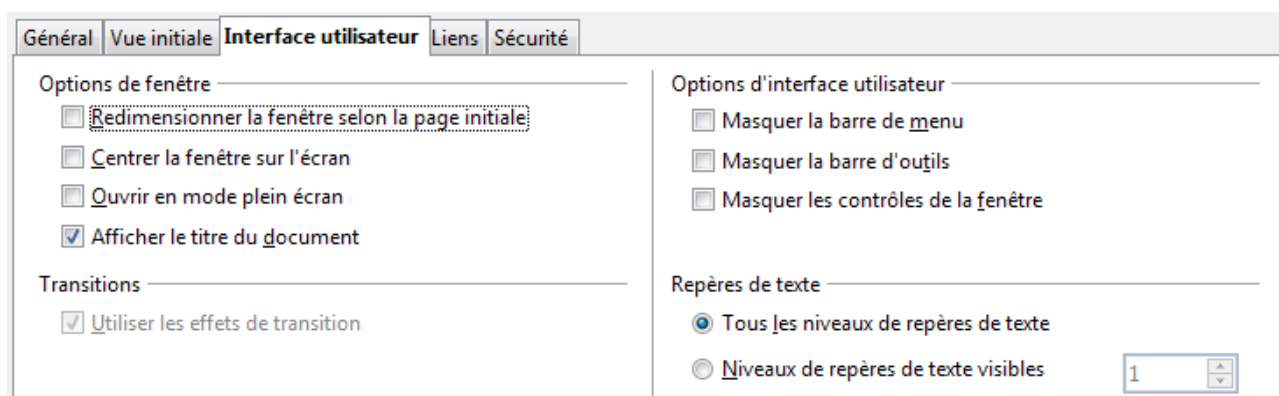 Général Vue initiale Interface utilisateur Liens Sécurité
Options de fenêtre
Redimensionner la fenêtre selon la page initiale
Centrer la fenêtre sur l'écran
Ouvrir en mode plein écran
Afficher le titre du document
Transitions
Utiliser les effets de transition
Options d'interface utilisateur
Masquer la barre de menu
Masquer la barre d'outils
Masquer les contrôles de la fenêtre
Repères de texte
Tous les niveaux de repères de texte
Niveaux de repères de texte visibles 1